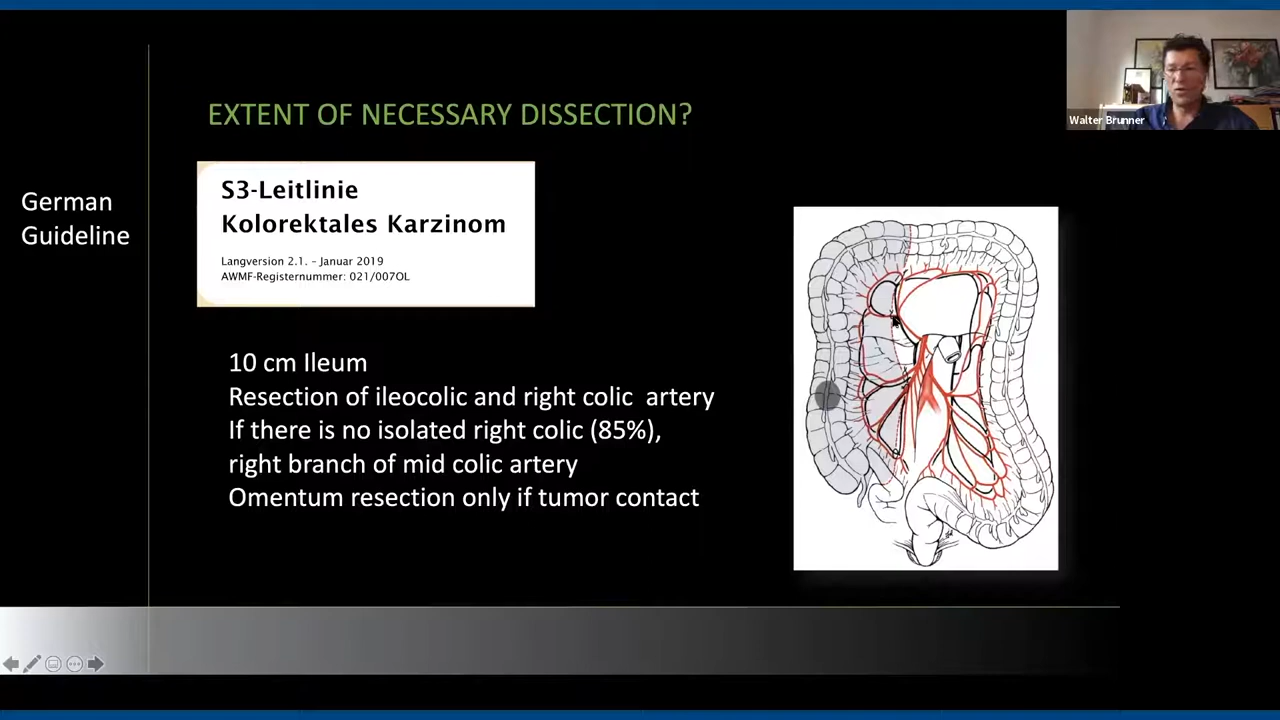 EXTENT OF NECESSARY DISSECTION?
Walter Brunner
German
Guideline
S3-Leitlinie
Kolorektales Karzinom
Langversion 2.1. – Januar 2019
AWMF-Registernummer: 021/007OL
10 cm Ileum
Resection of ileocolic and right colic artery
If there is no isolated right colic (85%),
right branch of mid colic artery
Omentum resection only if tumor contact